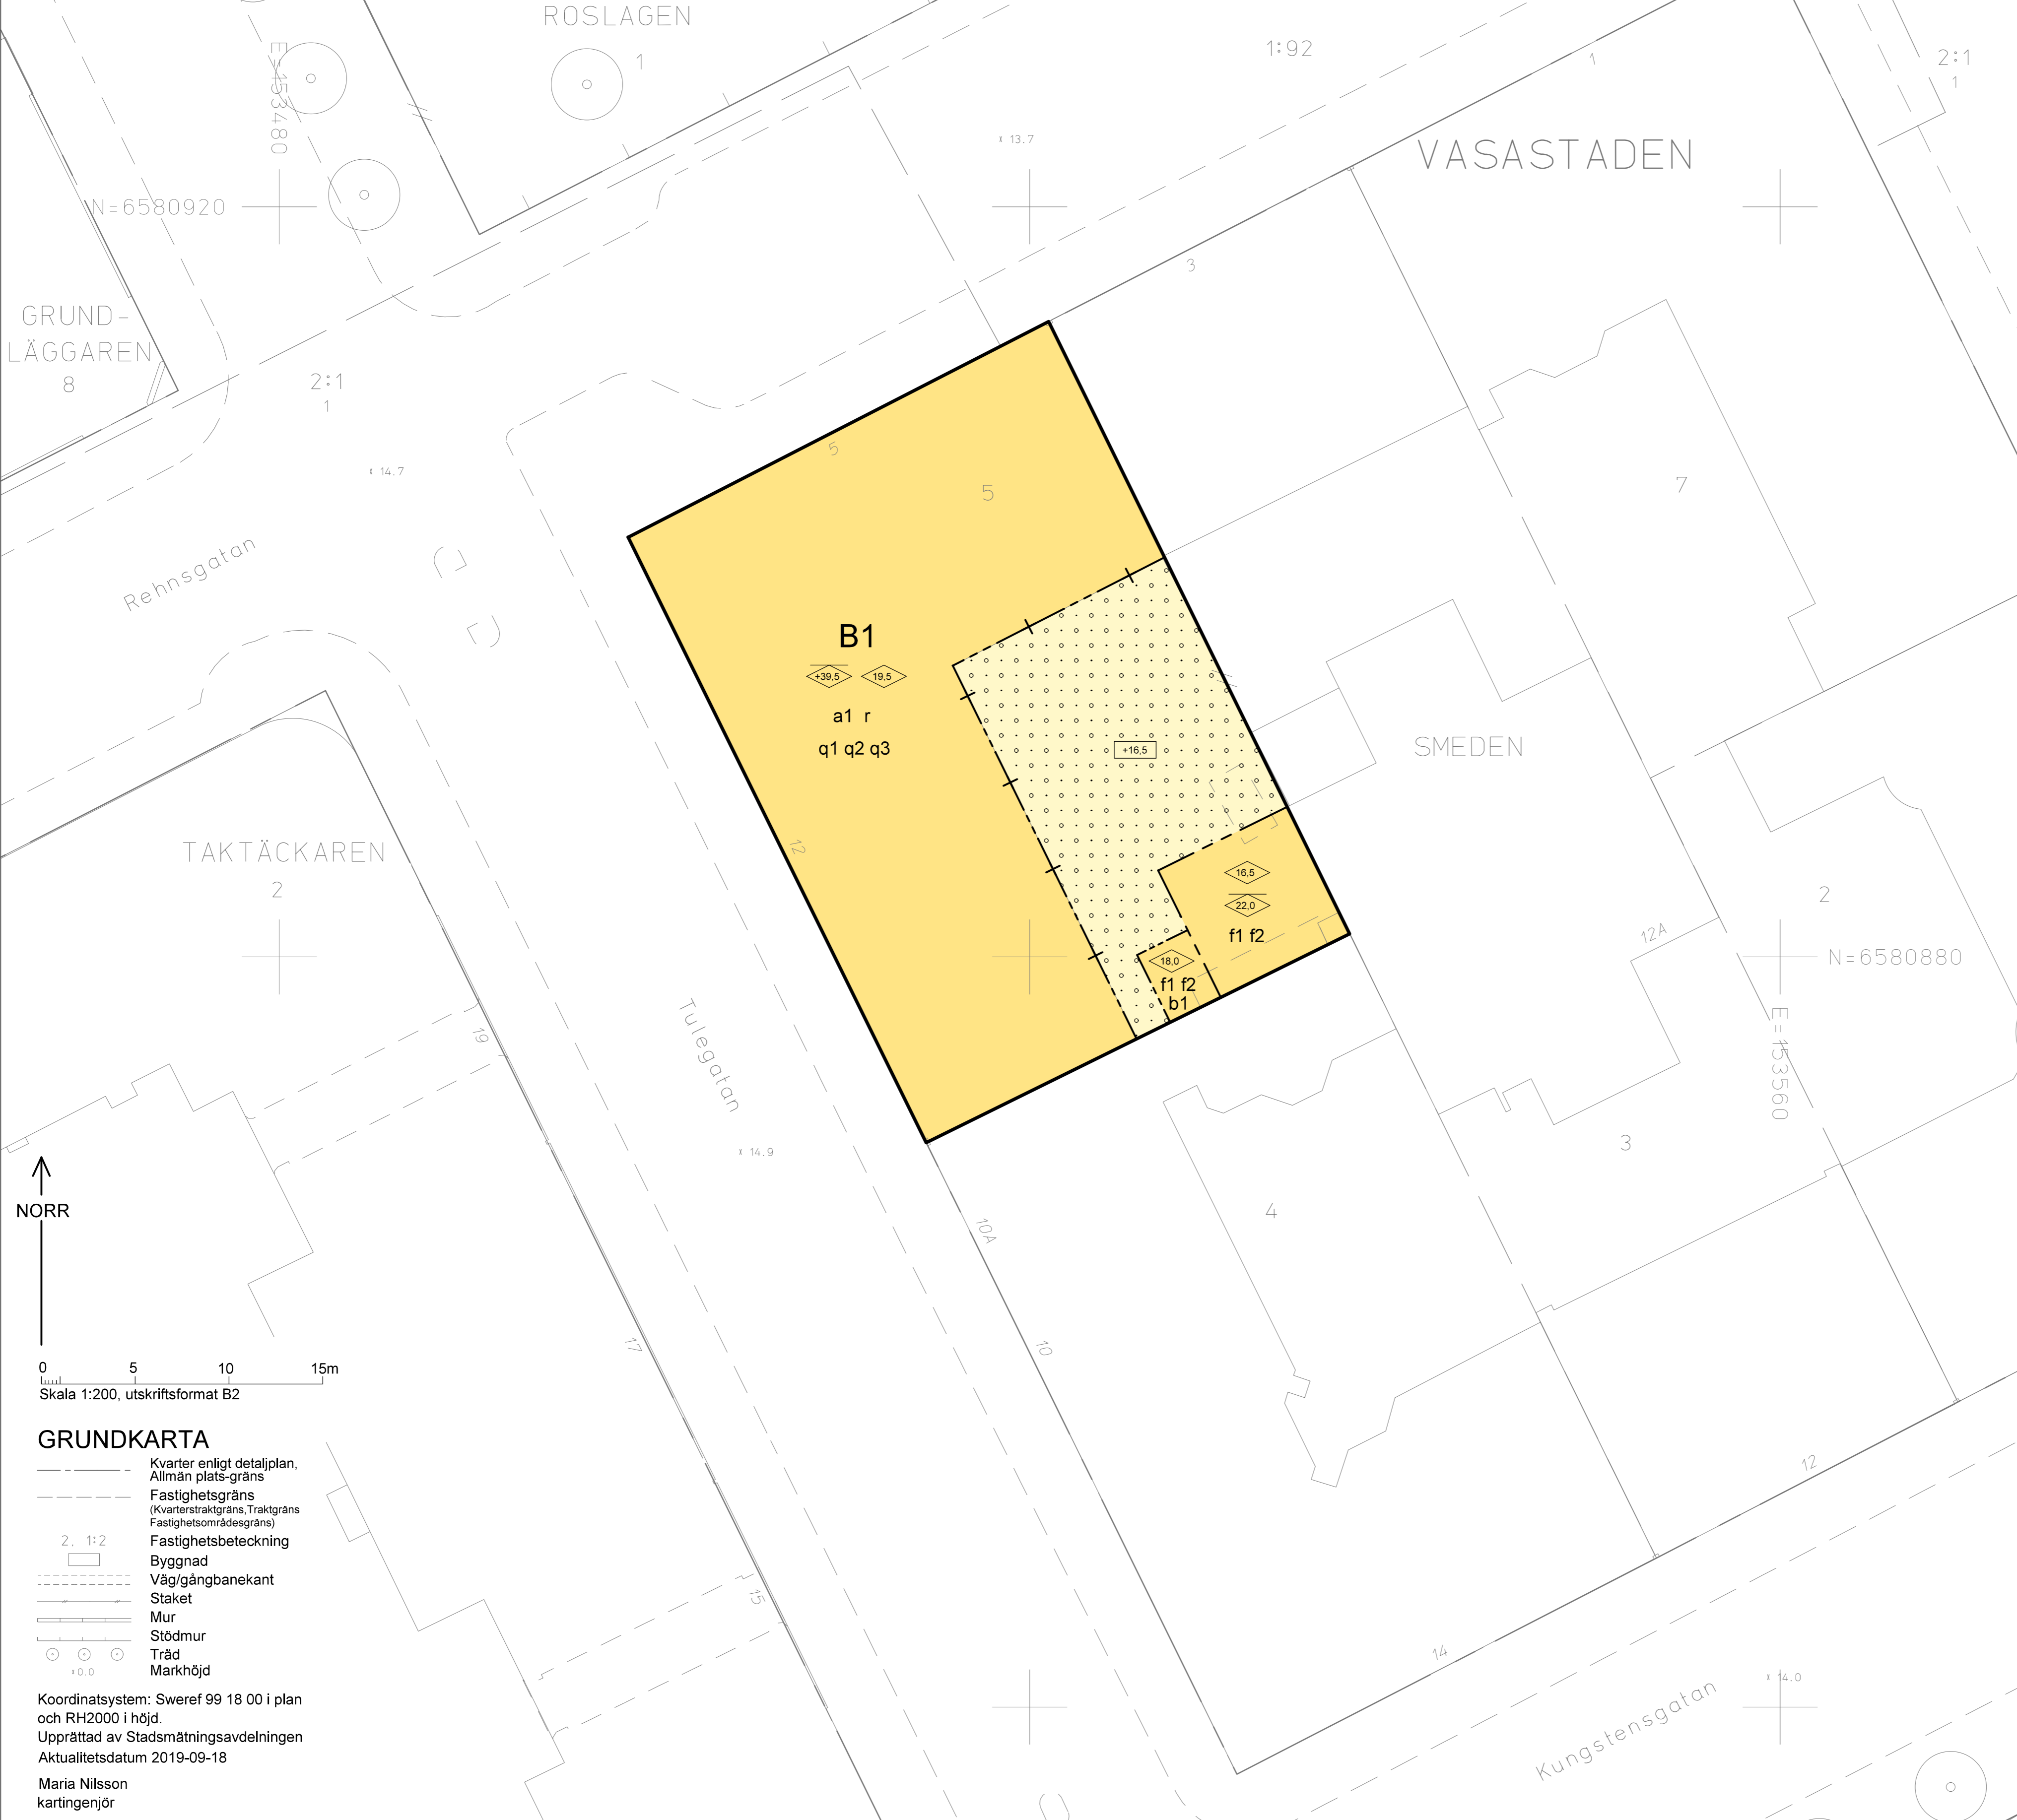 ROSLAGEN
1
E=153480
1:92
1
2:1
1
x 13.7
VASASTADEN
N=6580920
3
GRUND-
LÄGGAREN
8
2:1
1
x 14.7
5
5
7
Rehnsgatan
B1
+39,5 19,5
a1 r
q1 q2 q3
+16,5
SMEDEN
12
TAKTÄCKAREN
2
16,5
22,0
f1 f2
2
12A
N=6580880
18,0
f1 f2
b1
Tulegatan
19
E=153560
x 14.9
3
4
10A
NORR
10
17
0 5 10 15m
Skala 1:200, utskriftsformat B2
GRUNDKARTA
Kvarter enligt detaljplan,
Allmän plats-gräns
Fastighetsgräns
(Kvarterstraktgräns,Traktgräns
Fastighetsområdesgräns)
2, 1:2 Fastighetsbeteckning
Byggnad
Väg/gångbanekant
Staket
Mur
Stödmur
Träd
x0.0 Markhöjd
12
15
14
x 14.0
Kungstensgatan
Koordinatsystem: Sweref 99 18 00 i plan
och RH2000 i höjd.
Upprättad av Stadsmätningsavdelningen
Aktualitetsdatum 2019-09-18
Maria Nilsson
kartingenjör